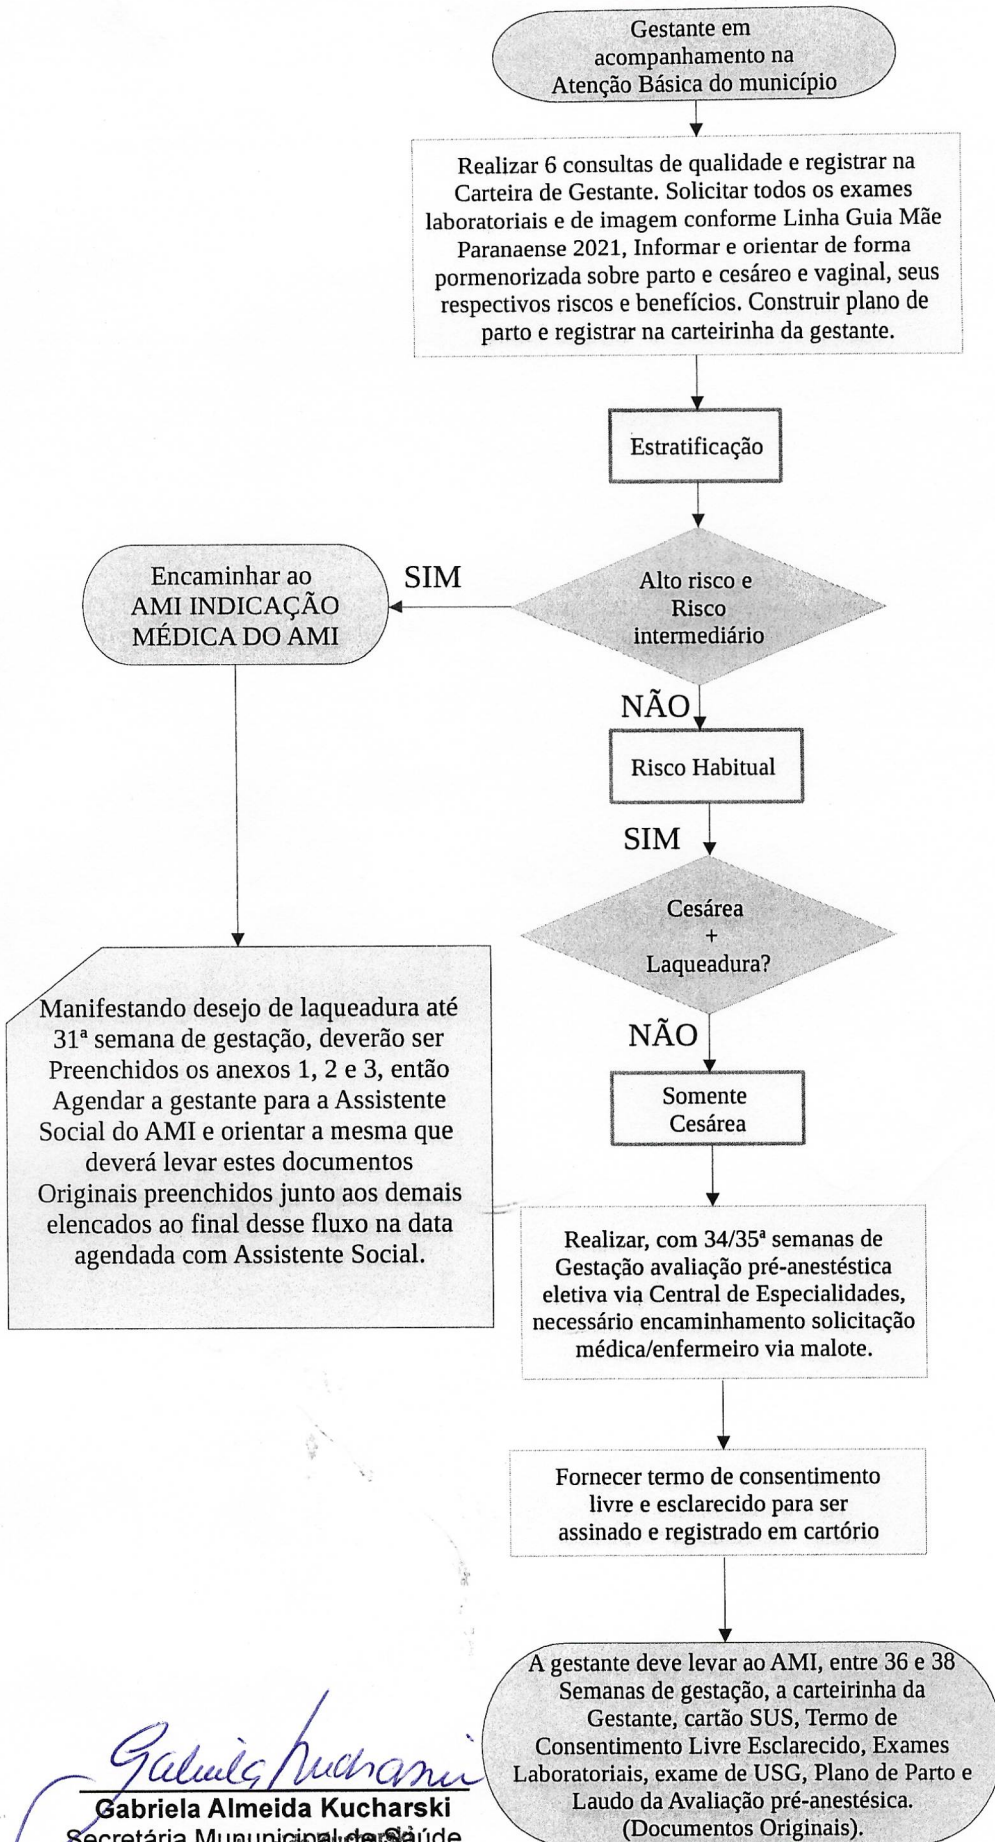 Gestante em
acompanhamento na
Atenção Básica do município
Realizar 6 consultas de qualidade e registrar na
Carteira de Gestante. Solicitar todos os exames
laboratoriais e de imagem conforme Linha Guia Mãe
Paranaense 2021, Informar e orientar de forma
pormenorizada sobre parto e cesáreo e vaginal, seus
respectivos riscos e benefícios. Construir plano de
parto e registrar na carteirinha da gestante.
Estratificação
Alto risco e
Risco
intermediário
SIM
Encaminhar ao
AMI INDICAÇÃO
MÉDICA DO AMI
NÃO
Risco Habitual
SIM
Cesárea
+
Laqueadura?
NÃO
Somente
Cesárea
Manifestando desejo de laqueadura até
31ª semana de gestação, deverão ser
Preenchidos os anexos 1, 2 e 3, então
Agendar a gestante para a Assistente
Social do AMI e orientar a mesma que
deverá levar estes documentos
Originais preenchidos junto aos demais
elencados ao final desse fluxo na data
agendada com Assistente Social.
Realizar, com 34/35ª semanas de
Gestação avaliação pré-anestéstica
eletiva via Central de Especialidades,
necessário encaminhamento solicitação
médica/enfermeiro via malote.
Fornecer termo de consentimento
livre e esclarecido para ser
assinado e registrado em cartório
A gestante deve levar ao AMI, entre 36 e 38
Semanas de gestação, a carteirinha da
Gestante, cartão SUS, Termo de
Consentimento Livre Esclarecido, Exames
Laboratoriais, exame de USG, Plano de Parto e
Laudo da Avaliação pré-anestésica.
(Documentos Originais).
Gabriela Kucharski
Gabriela Almeida Kucharski
Secretária Mununicipal de Saúde